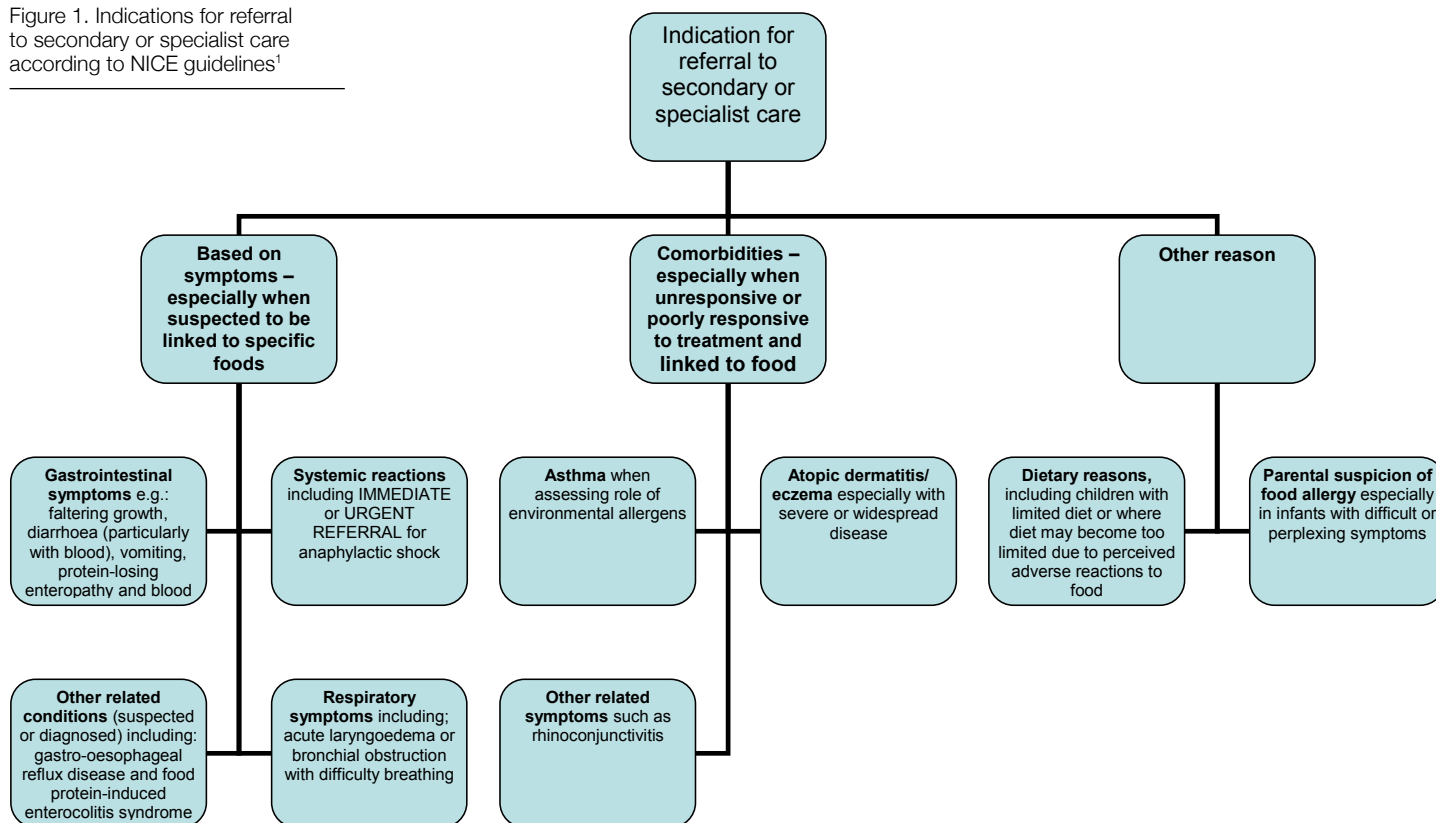 Figure 1. Indications for referral
to secondary or specialist care
according to NICE guidelines1
Indication for
referral to
secondary or
specialist care
Based on
symptoms –
especially when
suspected to be
linked to specific
foods
Comorbidities –
especially when
unresponsive or
poorly responsive
to treatment and
linked to food
Other reason
Gastrointestinal
symptoms e.g.:
faltering growth,
diarrhoea (particularly
with blood), vomiting,
protein-losing
enteropathy and blood
Systemic reactions
including IMMEDIATE
or URGENT
REFERRAL for
anaphylactic shock
Asthma when
assessing role of
environmental allergens
Atopic dermatitis/
eczema especially with
severe or widespread
disease
Dietary reasons,
including children with
limited diet or where
diet may become too
limited due to perceived
adverse reactions to
food
Parental suspicion of
food allergy especially
in infants with difficult or
perplexing symptoms
Other related
conditions (suspected
or diagnosed) including:
gastro-oesophageal
reflux disease and food
protein-induced
enterocolitis syndrome
Respiratory
symptoms including;
acute laryngoedema or
bronchial obstruction
with difficulty breathing
Other related
symptoms such as
rhinoconjunctivitis